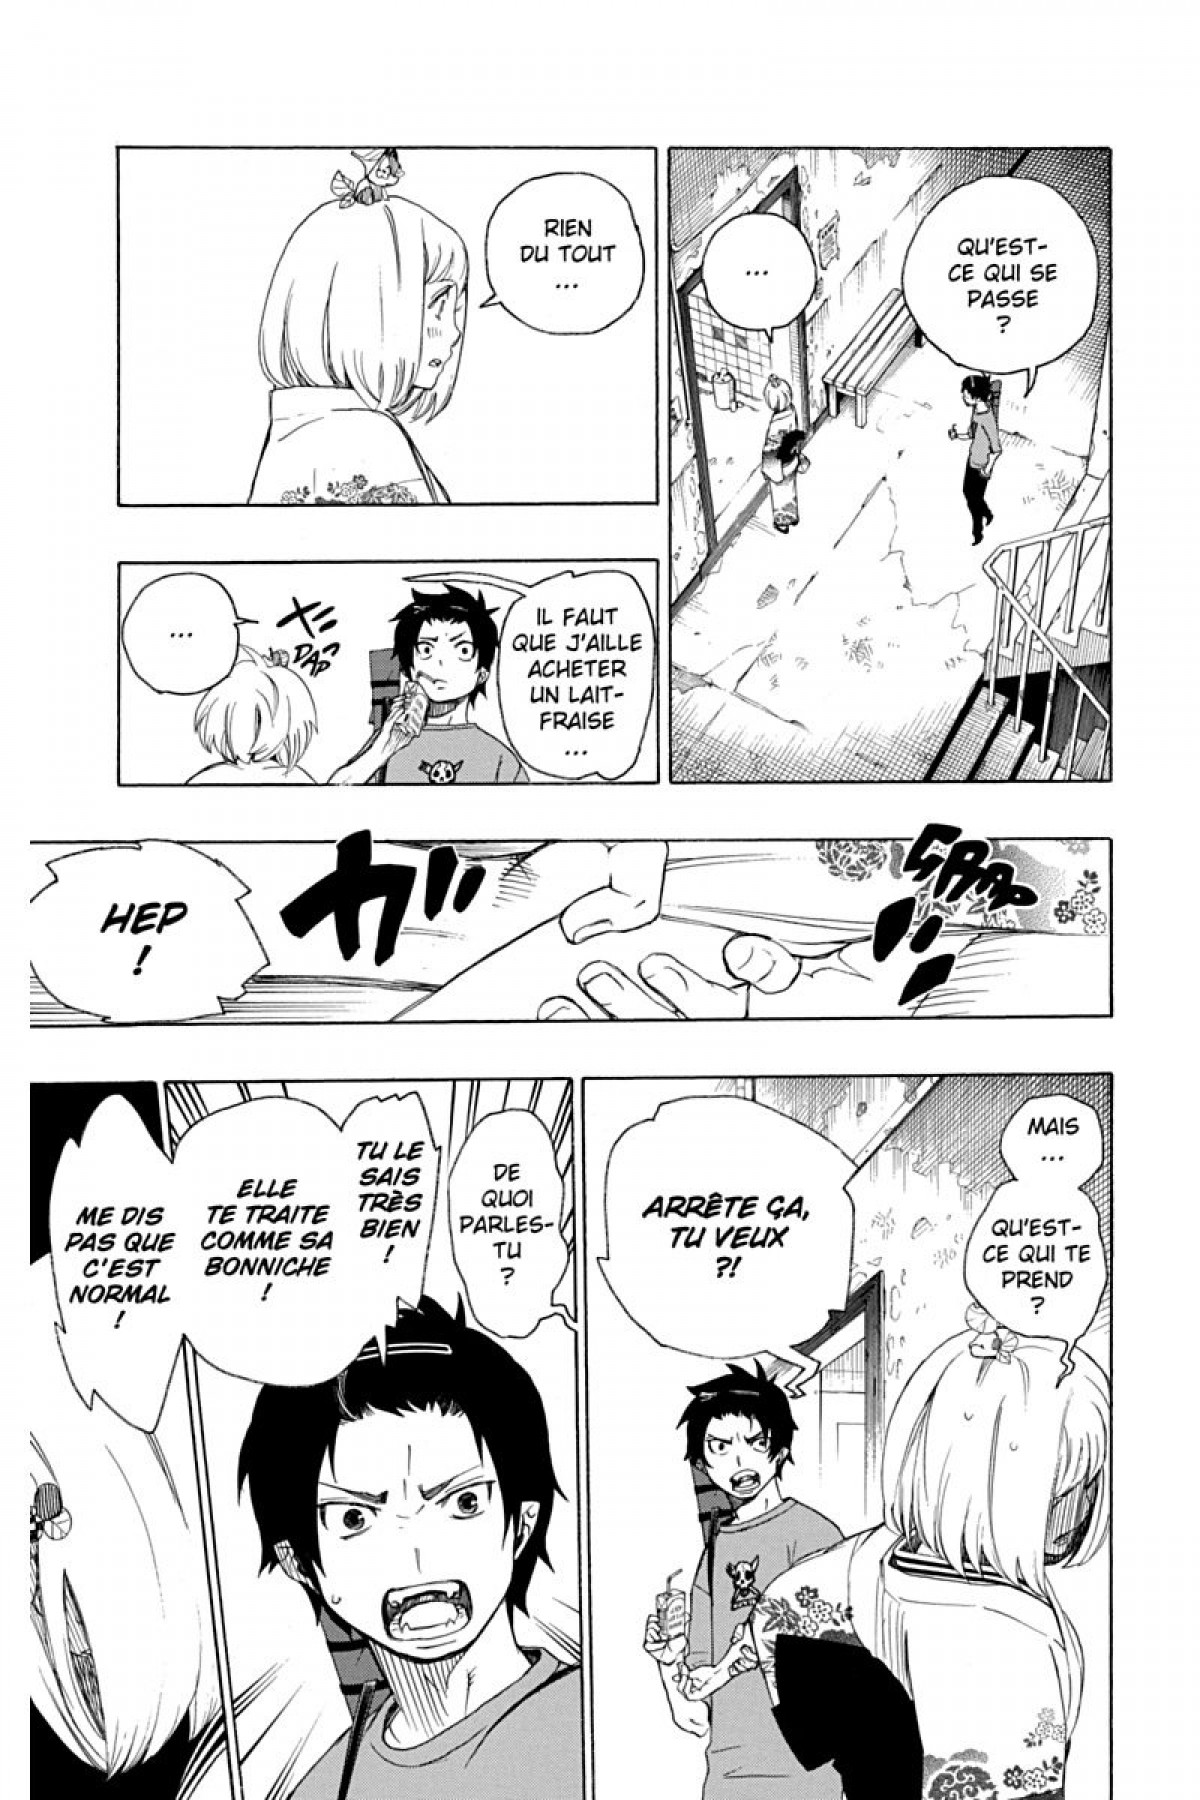 QU'EST-
CE QUI SE
PASSE
?
...
RIEN
DU TOUT
...
IL FAUT
QUE J'AILLE
ACHETER
UN LAIT-
FRAISE
...
DAP
...
GRAP
ガッ
HEP
!
MAIS
...
QU'EST-
CE QUI TE
PREND
?
ARRÊTE ÇA,
TU VEUX
?!
DE
QUOI
PARLES-
TU
?
TU LE
SAIS
TRÈS
BIEN
!
ELLE
TE TRAITE
COMME SA
BONNICHE
!
ME DIS
PAS QUE
C'EST
NORMAL
!